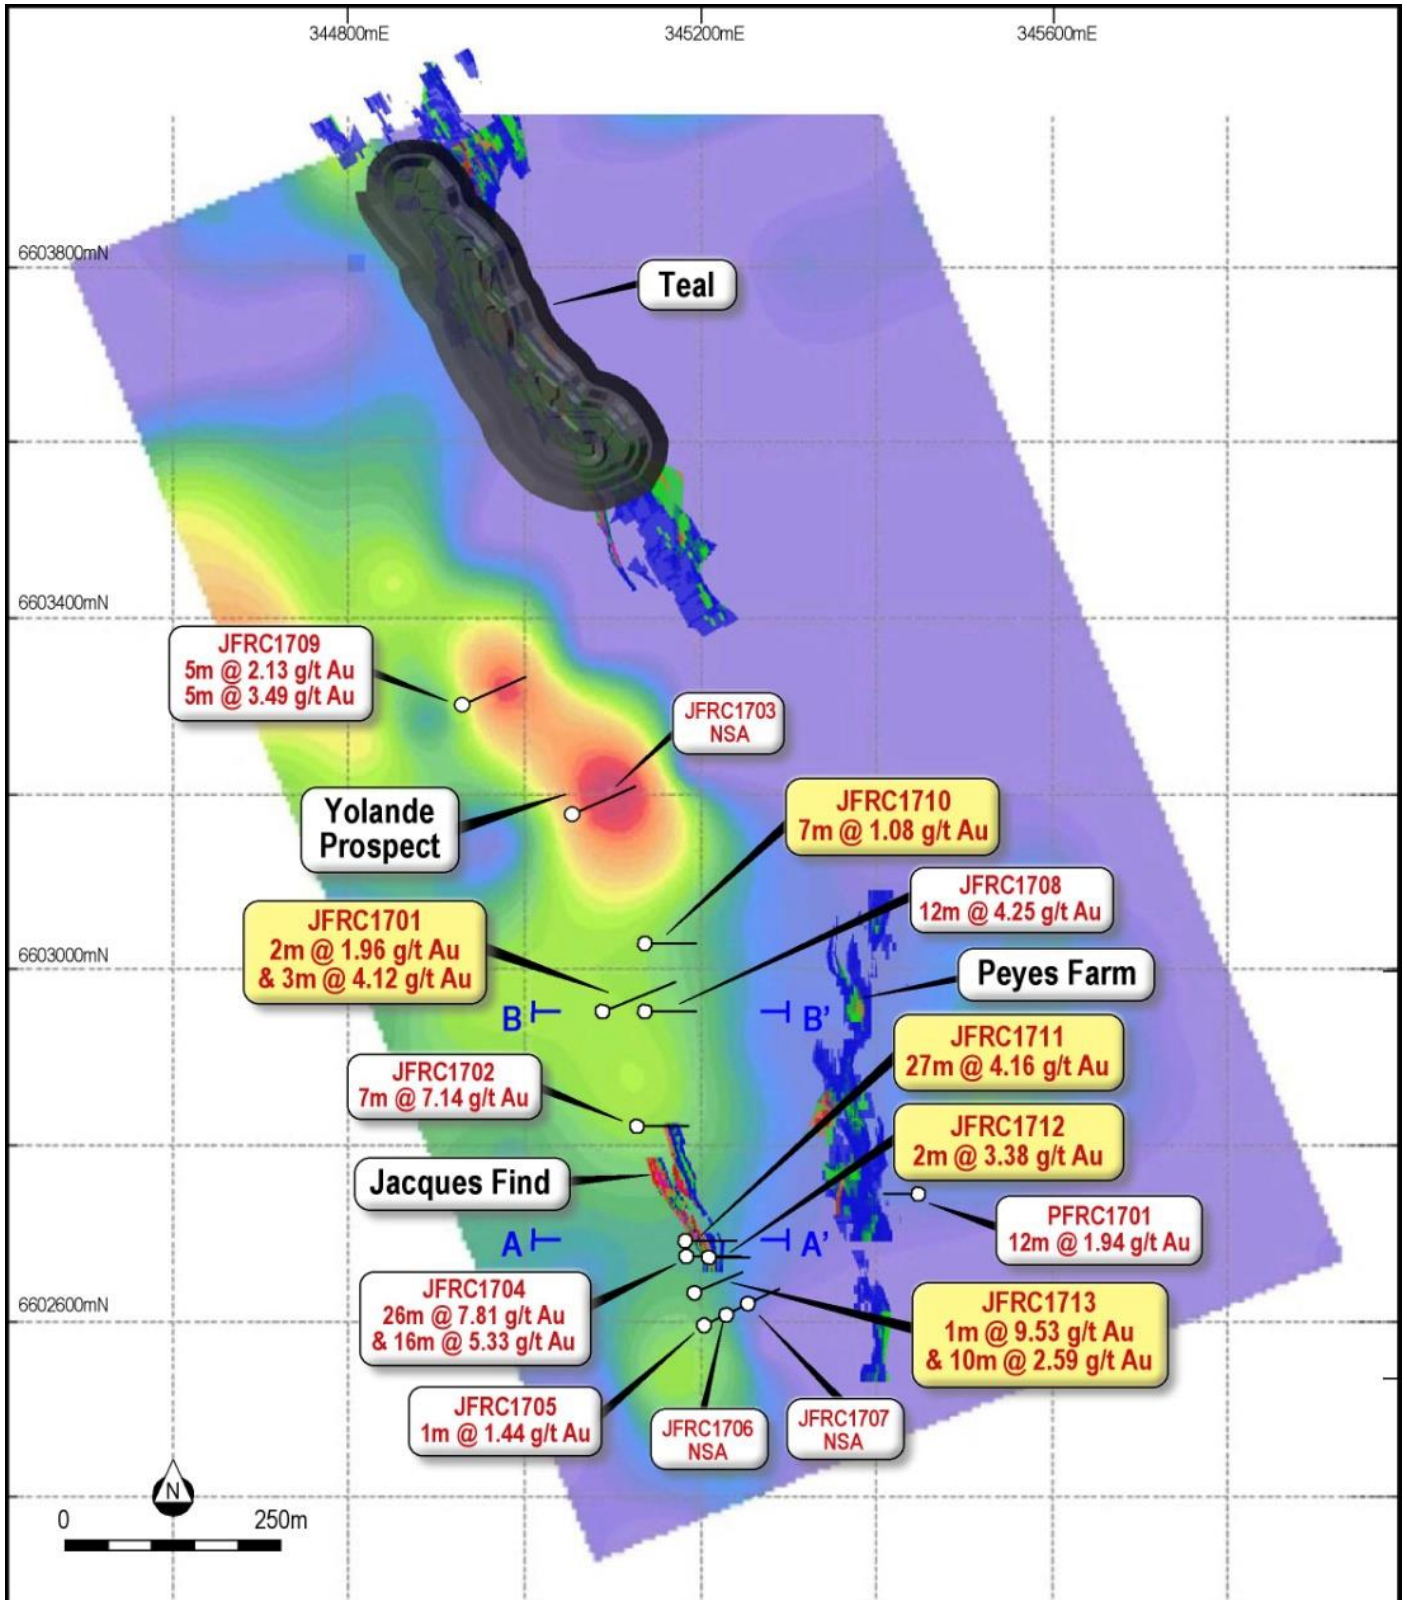 344800mE
345200mE
345600mE
6603800mN
Teal
6603400mN
JFRC1709
5m @ 2.13 g/t Au
5m @ 3.49 g/t Au
JFRC1703
NSA
Yolande
Prospect
JFRC1710
7m @ 1.08 g/t Au
JFRC1708
12m @ 4.25 g/t Au
JFRC1701
2m @ 1.96 g/t Au
& 3m @ 4.12 g/t Au
6603000mN
Peyes Farm
B
B'
JFRC1711
27m @ 4.16 g/t Au
JFRC1702
7m @ 7.14 g/t Au
JFRC1712
2m @ 3.38 g/t Au
Jacques Find
PFRC1701
12m @ 1.94 g/t Au
A
A'
JFRC1704
26m @ 7.81 g/t Au
& 16m @ 5.33 g/t Au
6602600mN
JFRC1713
1m @ 9.53 g/t Au
& 10m @ 2.59 g/t Au
JFRC1705
1m @ 1.44 g/t Au
JFRC1706
NSA
JFRC1707
NSA
N
0
250m